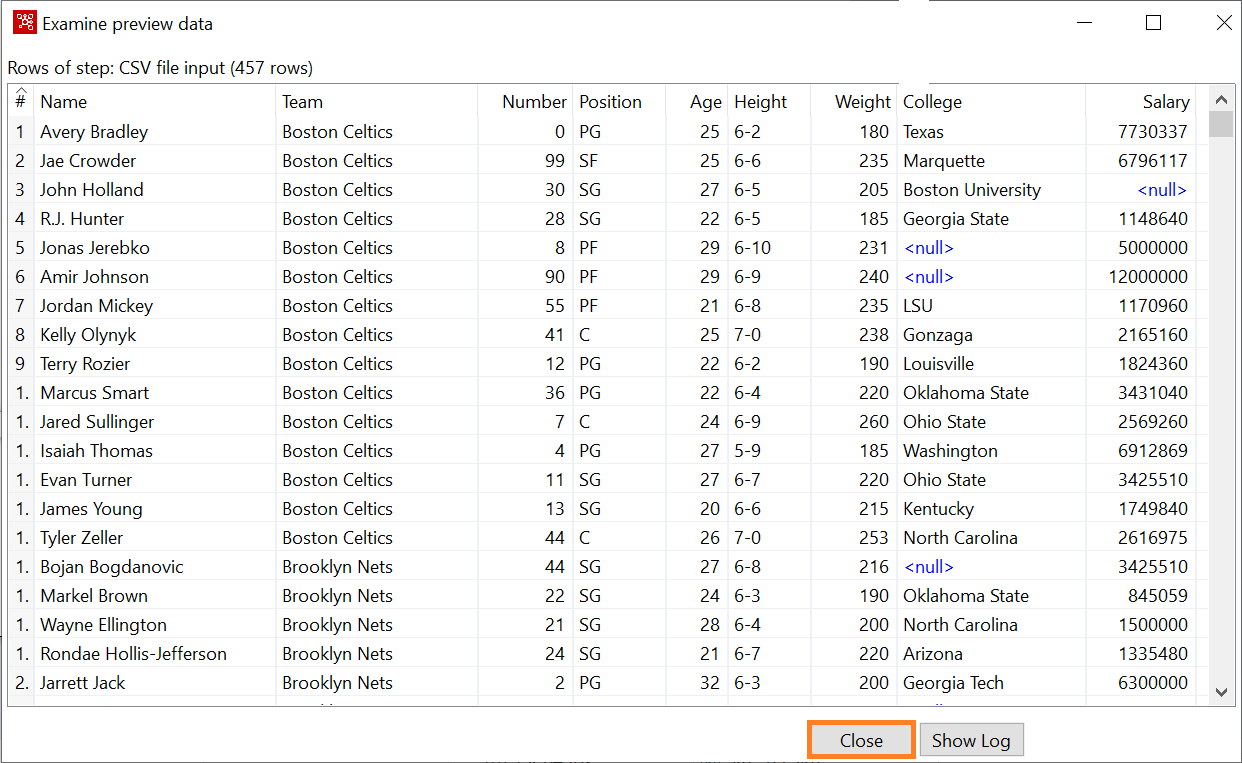 Examine preview data
Rows of step: CSV file input (457 rows)
# Name Team Number Position Age Height Weight College Salary
1 Avery Bradley Boston Celtics 0 PG 25 6-2 180 Texas 7730337
2 Jae Crowder Boston Celtics 99 SF 25 6-6 235 Marquette 6796117
3 John Holland Boston Celtics 30 SG 27 6-5 205 Boston University <null>
4 R.J. Hunter Boston Celtics 28 SG 22 6-5 185 Georgia State 1148640
5 Jonas Jerebko Boston Celtics 8 PF 29 6-10 231 <null> 5000000
6 Amir Johnson Boston Celtics 90 PF 29 6-9 240 <null> 12000000
7 Jordan Mickey Boston Celtics 55 PF 21 6-8 235 LSU 1170960
8 Kelly Olynyk Boston Celtics 41 C 25 7-0 238 Gonzaga 2165160
9 Terry Rozier Boston Celtics 12 PG 22 6-2 190 Louisville 1824360
1. Marcus Smart Boston Celtics 36 PG 22 6-4 220 Oklahoma State 3431040
1. Jared Sullinger Boston Celtics 7 C 24 6-9 260 Ohio State 2569260
1. Isaiah Thomas Boston Celtics 4 PG 27 5-9 185 Washington 6912869
1. Evan Turner Boston Celtics 11 SG 27 6-7 220 Ohio State 3425510
1. James Young Boston Celtics 13 SG 20 6-6 215 Kentucky 1749840
1. Tyler Zeller Boston Celtics 44 C 26 7-0 253 North Carolina 2616975
1. Bojan Bogdanovic Brooklyn Nets 44 SG 27 6-8 216 <null> 3425510
1. Markel Brown Brooklyn Nets 22 SG 24 6-3 190 Oklahoma State 845059
1. Wayne Ellington Brooklyn Nets 21 SG 28 6-4 200 North Carolina 1500000
1. Rondae Hollis-Jefferson Brooklyn Nets 24 SG 21 6-7 220 Arizona 1335480
2. Jarrett Jack Brooklyn Nets 2 PG 32 6-3 200 Georgia Tech 6300000
Close Show Log